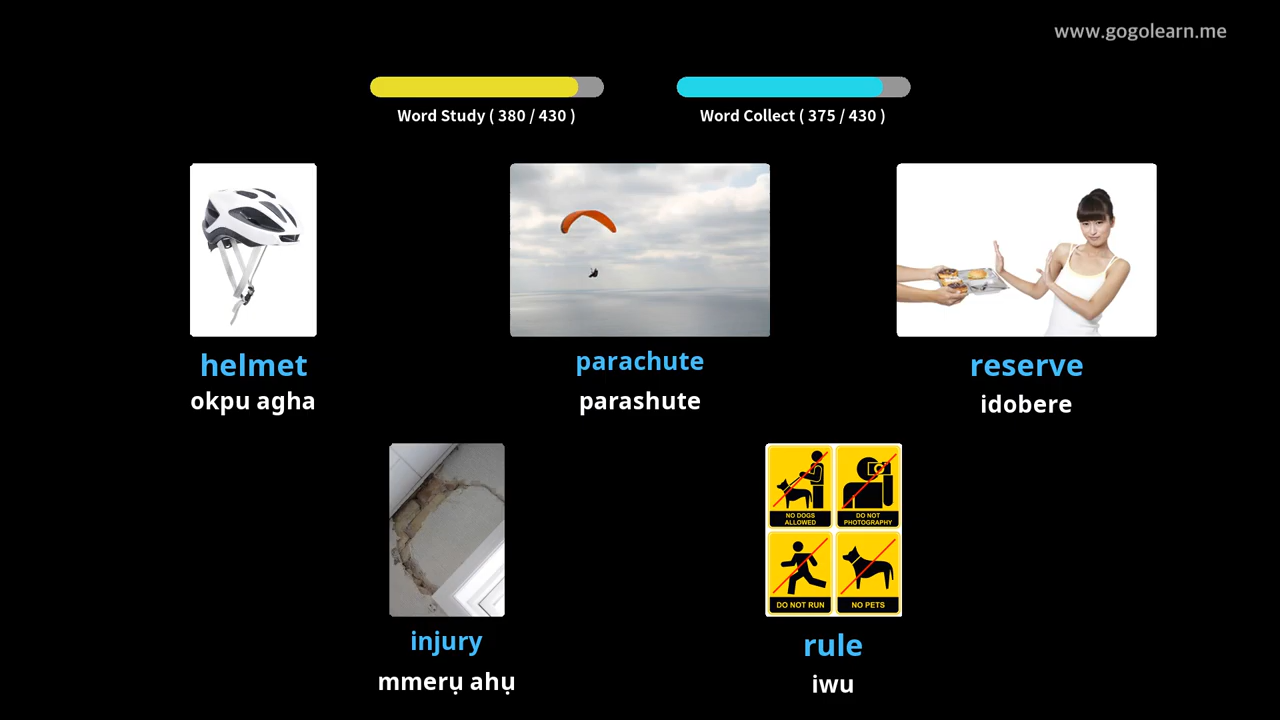 www.gogolearn.me
Word Study ( 380 / 430 )
Word Collect ( 375 / 430 )
helmet
okpu agha
parachute
parashute
reserve
idobere
NO DOGS
ALLOWED
DO NOT
PHOTOGRAPHY
DO NOT RUN
NO PETS
injury
mmerụ ahụ
rule
iwu